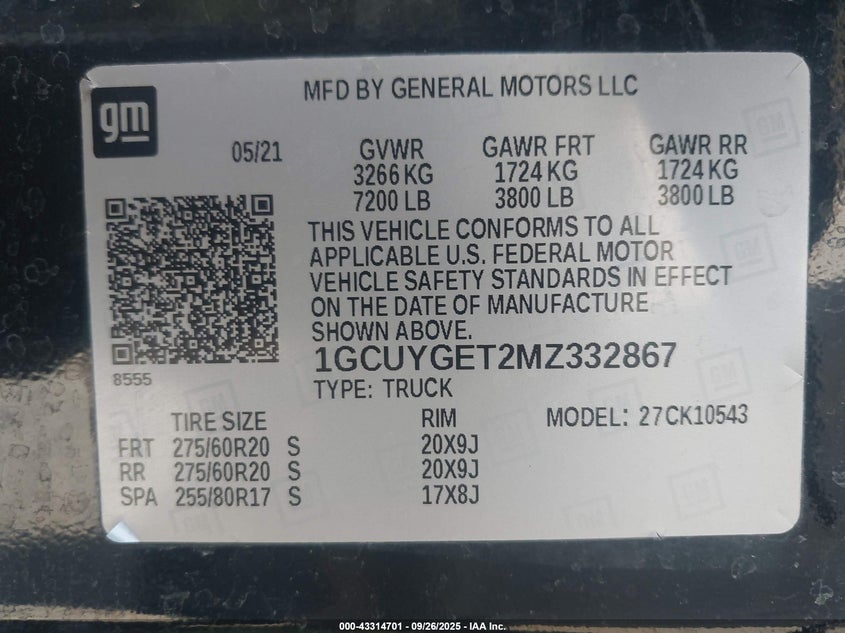 MFD BY GENERAL MOTORS LLC
gm
05/21
GVWR GAWR FRT GAWR RR
3266 KG 1724 KG 1724 KG
7200 LB 3800 LB 3800 LB
THIS VEHICLE CONFORMS TO ALL
APPLICABLE U.S. FEDERAL MOTOR
VEHICLE SAFETY STANDARDS IN EFFECT
ON THE DATE OF MANUFACTURE
SHOWN ABOVE.
8555
1GCUYGET2MZ332867
TYPE: TRUCK
TIRE SIZE RIM MODEL: 27CK10543
FRT 275/60R20 S 20X9J
RR 275/60R20 S 20X9J
SPA 255/80R17 S 17X8J
000-43314701 -- 09/26/2025 -- IAA Inc.